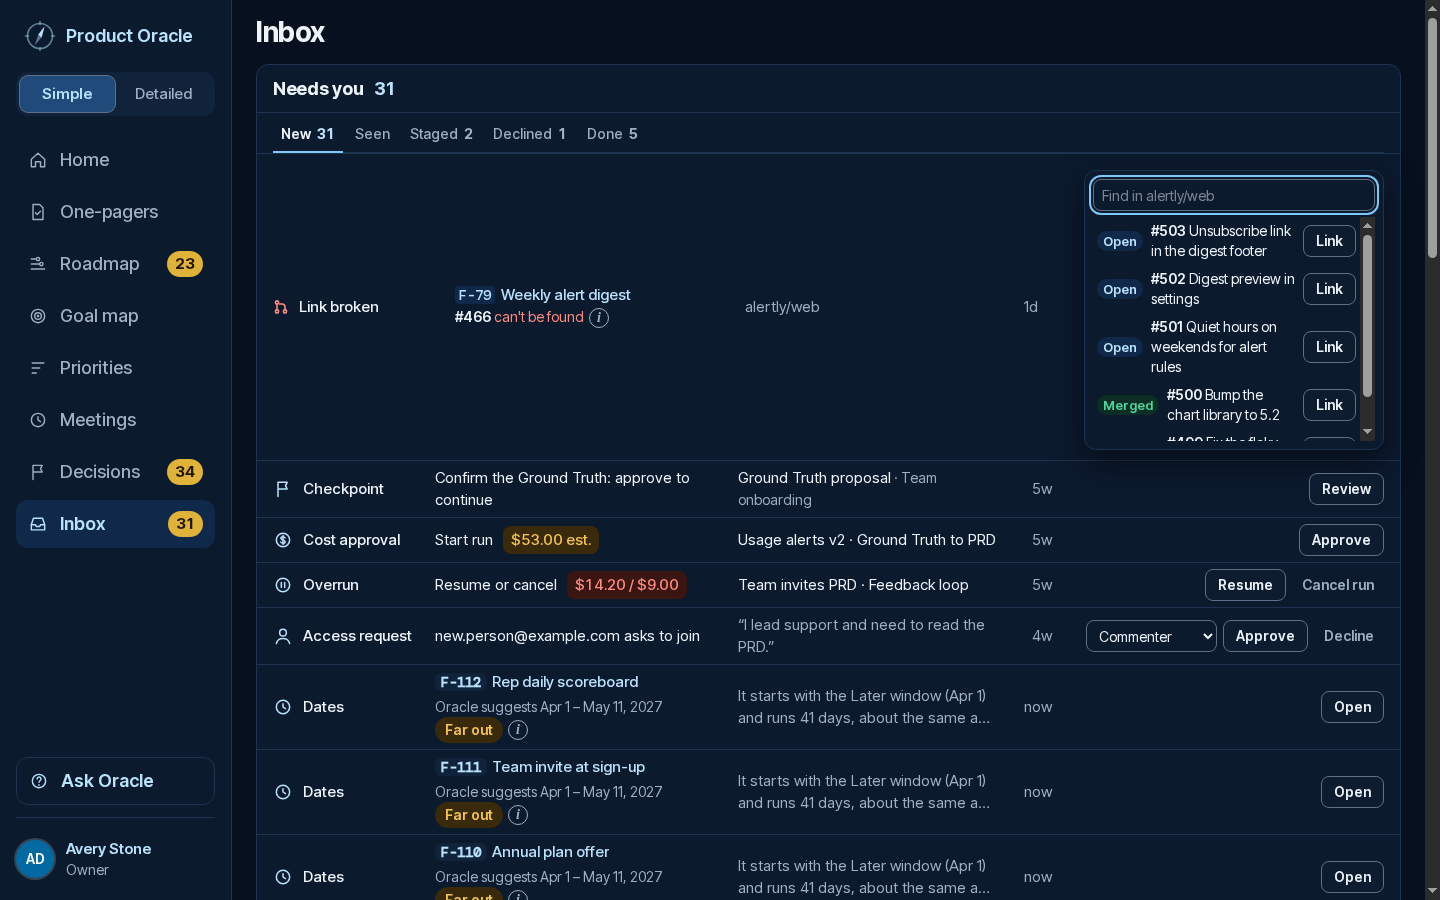 Product Oracle
Simple
Detailed
Home
One-pagers
Roadmap 23
Goal map
Priorities
Meetings
Decisions 34
Inbox 31
Ask Oracle
AD
Avery Stone
Owner
Inbox
Needs you 31
New 31
Seen
Staged 2
Declined 1
Done 5
Link broken
F-79 Weekly alert digest
#466 can't be found i
alertly/web
1d
Find in alertly/web
Open
#503 Unsubscribe link
in the digest footer
Link
Open
#502 Digest preview in
settings
Link
Open
#501 Quiet hours on
weekends for alert
rules
Link
Merged
#500 Bump the
chart library to 5.2
Link
Checkpoint
Confirm the Ground Truth: approve to
continue
Ground Truth proposal · Team
onboarding
5w
Review
Cost approval
Start run $53.00 est.
Usage alerts v2 · Ground Truth to PRD
5w
Approve
Overrun
Resume or cancel $14.20 / $9.00
Team invites PRD · Feedback loop
5w
Resume
Cancel run
Access request
new.person@example.com asks to join
“I lead support and need to read the
PRD.”
4w
Commenter
Approve
Decline
Dates
F-112 Rep daily scoreboard
Oracle suggests Apr 1 – May 11, 2027
Far out i
It starts with the Later window (Apr 1)
and runs 41 days, about the same a…
now
Open
Dates
F-111 Team invite at sign-up
Oracle suggests Apr 1 – May 11, 2027
Far out i
It starts with the Later window (Apr 1)
and runs 41 days, about the same a…
now
Open
Dates
F-110 Annual plan offer
Oracle suggests Apr 1 – May 11, 2027
Far out i
It starts with the Later window (Apr 1)
and runs 41 days, about the same a…
now
Open